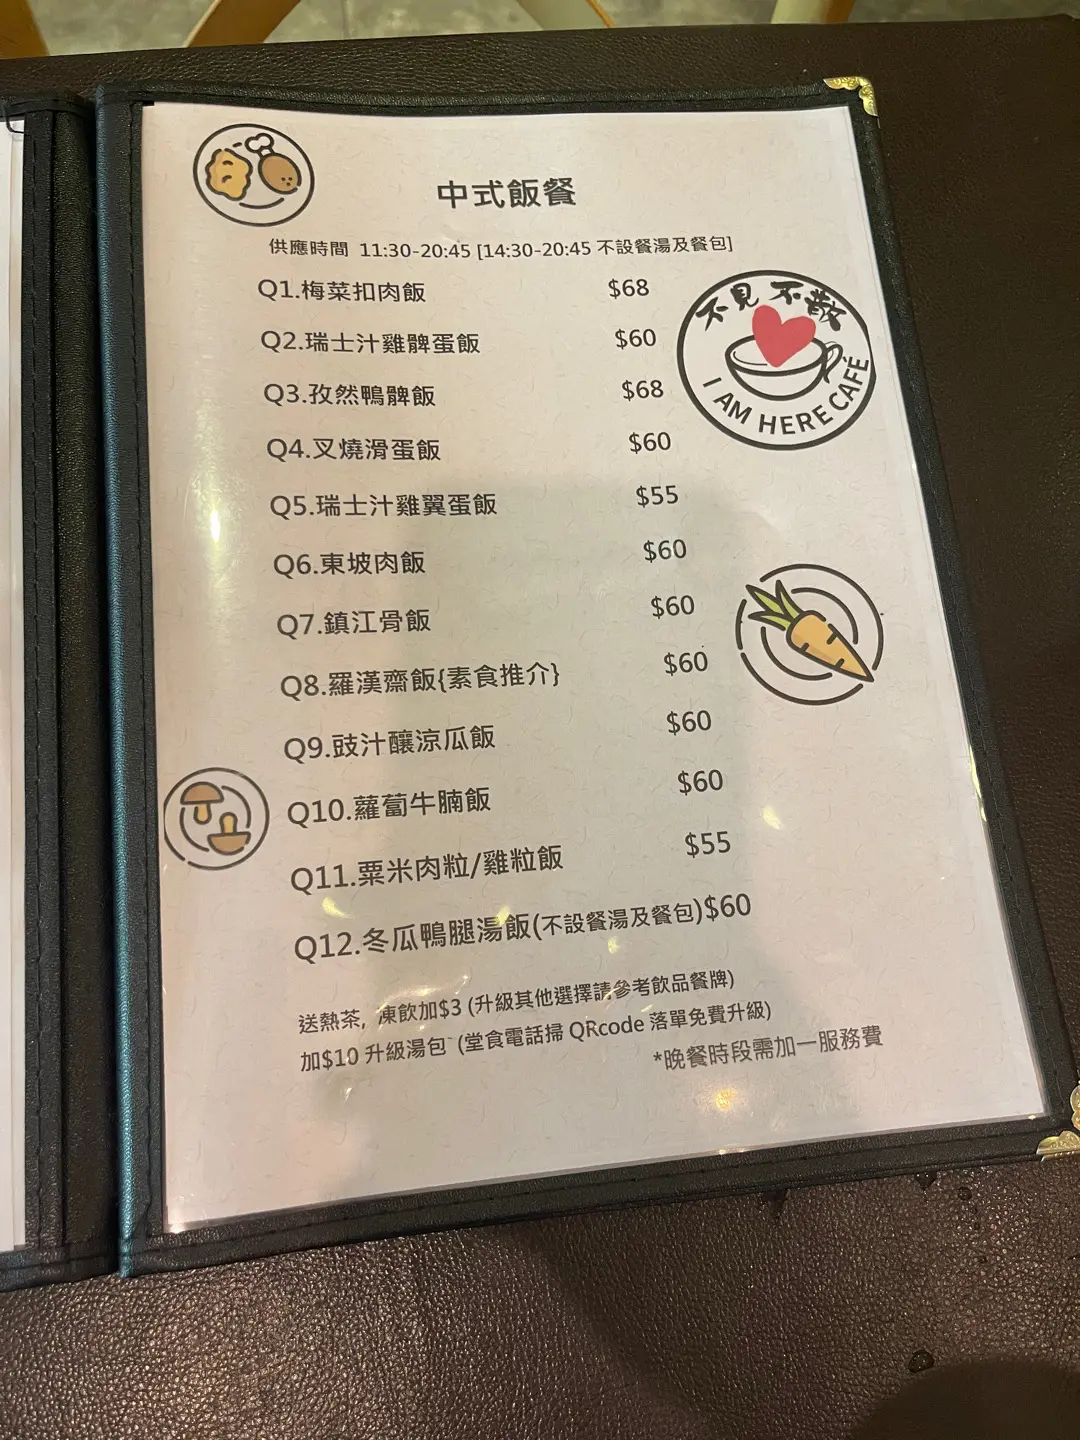 中式飯餐
供應時間 11:30-20:45 [14:30-20:45 不設餐湯及餐包]
Q1.梅菜扣肉飯 $68
Q2.瑞士汁雞髀蛋飯 $60
Q3.孜然鴨髀飯 $68
Q4.叉燒滑蛋飯 $60
Q5.瑞士汁雞翼蛋飯 $55
Q6.東坡肉飯 $60
Q7.鎮江骨飯 $60
Q8.羅漢齋飯{素食推介} $60
Q9.豉汁釀涼瓜飯 $60
Q10.蘿蔔牛腩飯 $60
Q11.粟米肉粒/雞粒飯 $55
Q12.冬瓜鴨腿湯飯(不設餐湯及餐包)$60
送熱茶, 凍飲加$3 (升級其他選擇請參考飲品餐牌)
加$10 升級湯包 (堂食電話掃 QRcode 落單免費升級)
*晚餐時段需加一服務費
不見不散
I AM HERE CAFÉ